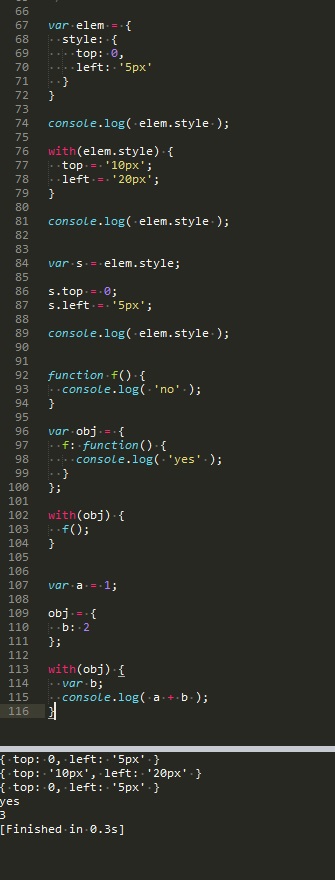 66
67 var elem = {
68   style: {
69     top: 0,
70     left: '5px'
71   }
72 }
73
74 console.log( elem.style );
75
76 with(elem.style) {
77   top = '10px';
78   left = '20px';
79 }
80
81 console.log( elem.style );
82
83
84 var s = elem.style;
85
86 s.top = 0;
87 s.left = '5px';
88
89 console.log( elem.style );
90
91
92 function f() {
93   console.log( 'no' );
94 }
95
96 var obj = {
97   f: function() {
98     console.log( 'yes' );
99   }
100 };
101
102 with(obj) {
103   f();
104 }
105
106
107 var a = 1;
108
109 obj = {
110   b: 2
111 };
112
113 with(obj) {
114   var b;
115   console.log( a + b );
116 }
{ top: 0, left: '5px' }
{ top: '10px', left: '20px' }
{ top: 0, left: '5px' }
yes
3
[Finished in 0.3s]